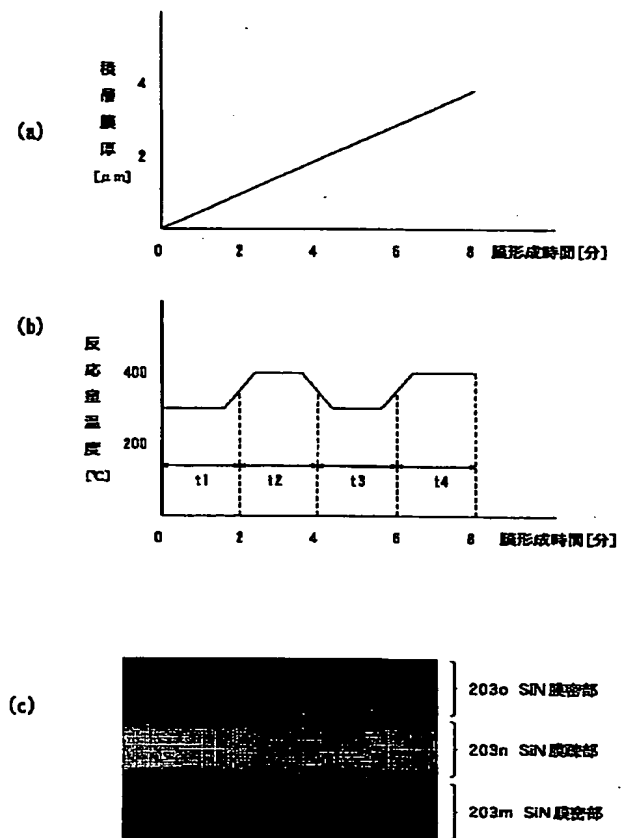 (a)
積層膜厚
[μm]
4
2
0 2 4 6 8 膜形成時間[分]
(b)
反応室温度
[℃]
400
200
t1 t2 t3 t4
0 2 4 6 8 膜形成時間[分]
(c)
203o SiN膜密部
203n SiN膜疎部
203m SiN膜密部